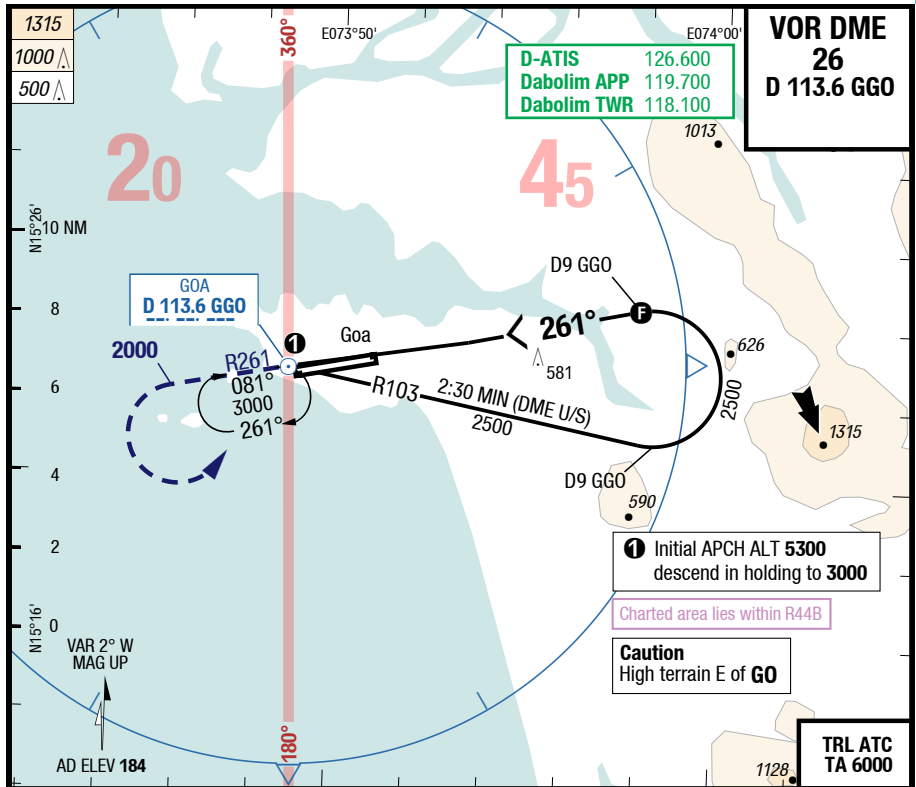 1315
1000
500
360°
E073°50'
E074°00'
VOR DME
26
D 113.6 GGO
D-ATIS 126.600
Dabolim APP 119.700
Dabolim TWR 118.100
20
45
1013
N15°26'
10 NM
D9 GGO
GOA
D 113.6 GGO
8
1
Goa
261°
F
2000
R261
581
626
6
081°
3000
261°
R103
2:30 MIN (DME U/S)
2500
2500
1315
4
D9 GGO
590
2
1 Initial APCH ALT 5300
descend in holding to 3000
Charted area lies within R44B
N15°16'
0
Caution
High terrain E of GO
VAR 2° W
MAG UP
180°
AD ELEV 184
1128
TRL ATC
TA 6000